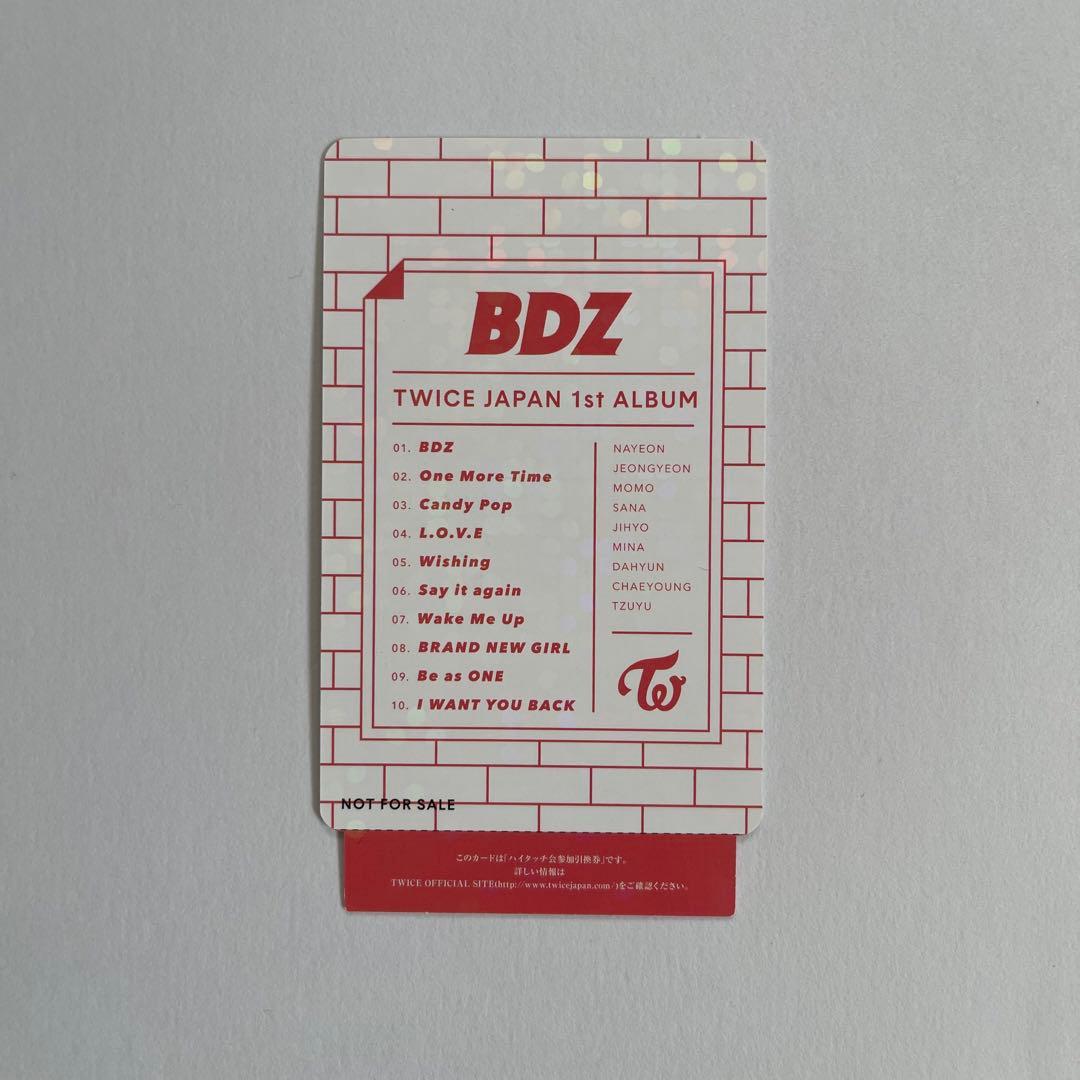 BDZ
TWICE JAPAN 1st ALBUM
01. BDZ
02. One More Time
03. Candy Pop
04. L.O.V.E
05. Wishing
06. Say it again
07. Wake Me Up
08. BRAND NEW GIRL
09. Be as ONE
10. I WANT YOU BACK
NAYEON
JEONGYEON
MOMO
SANA
JIHYO
MINA
DAHYUN
CHAEYOUNG
TZUYU
TW
NOT FOR SALE
このカードは「ハイタッチ会参加引換券」です。
詳しい情報は
TWICE OFFICIAL SITE(http://www.twicejapan.com/)をご確認ください。